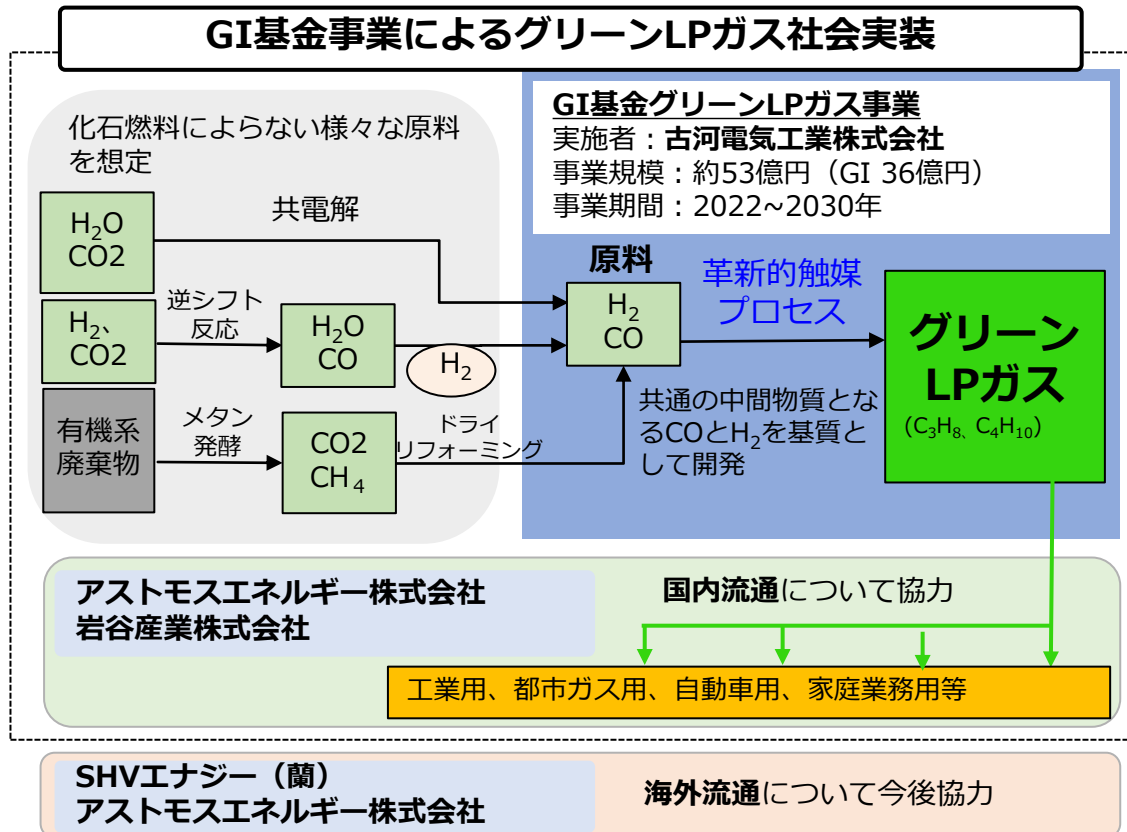 GI基金事業によるグリーンLPガス社会実装
化石燃料によらない様々な原料
を想定
H₂O
CO2
共電解
H₂、
CO2
逆シフト
反応
H₂O
CO
H₂
有機系
廃棄物
メタン
発酵
CO2
CH₄
ドライ
リフォーミング
GI基金グリーンLPガス事業
実施者：古河電気工業株式会社
事業規模：約53億円（GI 36億円）
事業期間：2022~2030年
原料
H₂
CO
革新的触媒
プロセス
共通の中間物質とな
るCOとH₂を基質と
して開発
グリーン
LPガス
(C₃H₈、C₄H₁₀)
アストモスエネルギー株式会社
岩谷産業株式会社
国内流通について協力
工業用、都市ガス用、自動車用、家庭業務用等
SHVエナジー（蘭）
アストモスエネルギー株式会社
海外流通について今後協力